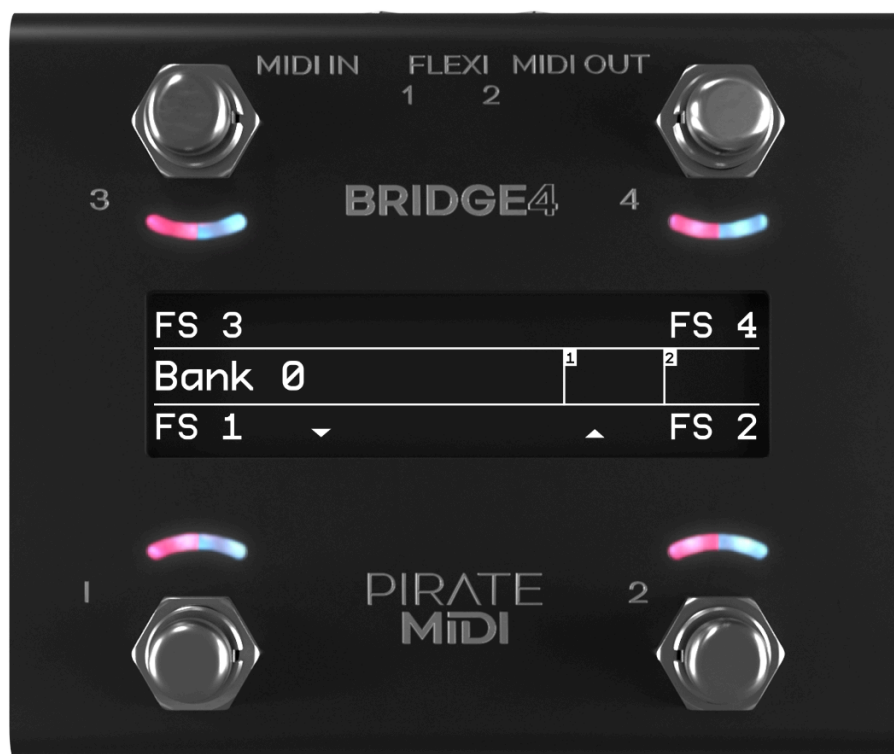 MIDI IN FLEXI MIDI OUT
1 2
3 BRIDGE4 4
FS 3 FS 4
Bank 0 1 2
FS 1 FS 2
1 PIRATE 2
MiDI